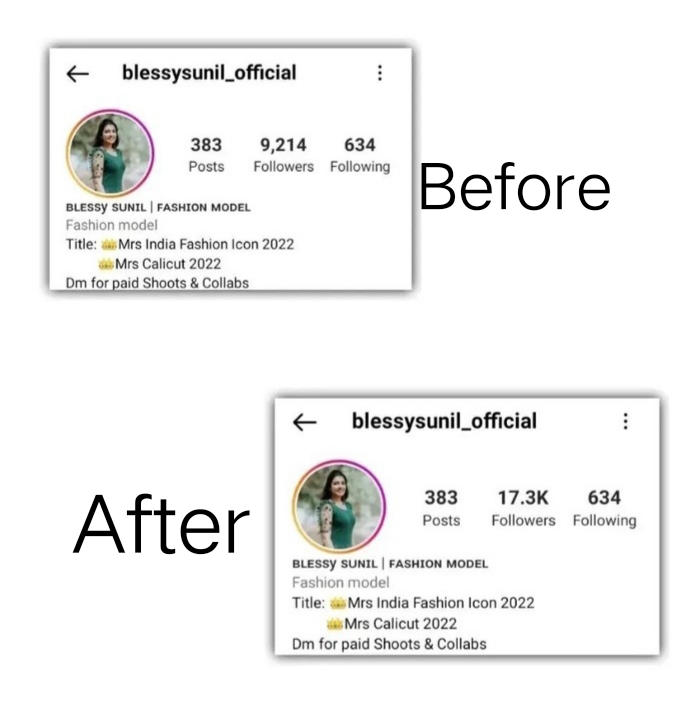 blessysunil_official
383 9,214 634
Posts Followers Following
Before
BLESSY SUNIL | FASHION MODEL
Fashion model
Title: 👑Mrs India Fashion Icon 2022
👑Mrs Calicut 2022
Dm for paid Shoots & Collabs
After
blessysunil_official
383 17.3K 634
Posts Followers Following
BLESSY SUNIL | FASHION MODEL
Fashion model
Title: 👑Mrs India Fashion Icon 2022
👑Mrs Calicut 2022
Dm for paid Shoots & Collabs